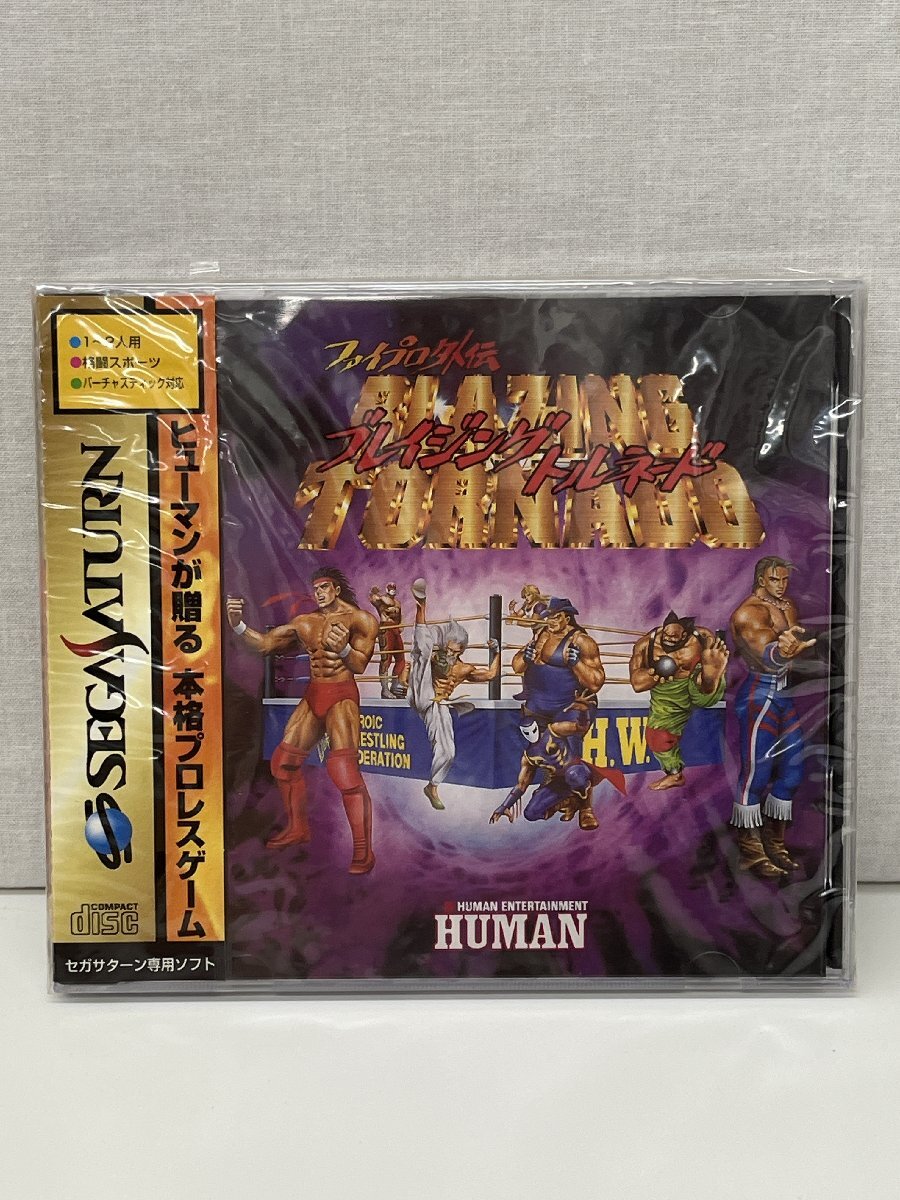 ●1〜2人用
●格闘スポーツ
●バーチャスティック対応
SEGA SATURN
COMPACT
disc
ヒューマンが贈る 本格プロレスゲーム
セガサターン専用ソフト
ファイプロ外伝
BLAZING
ブレイジング
トルネード
TORNADO
ROIC
ESTLING
DERATION
H.W.
HUMAN ENTERTAINMENT
HUMAN